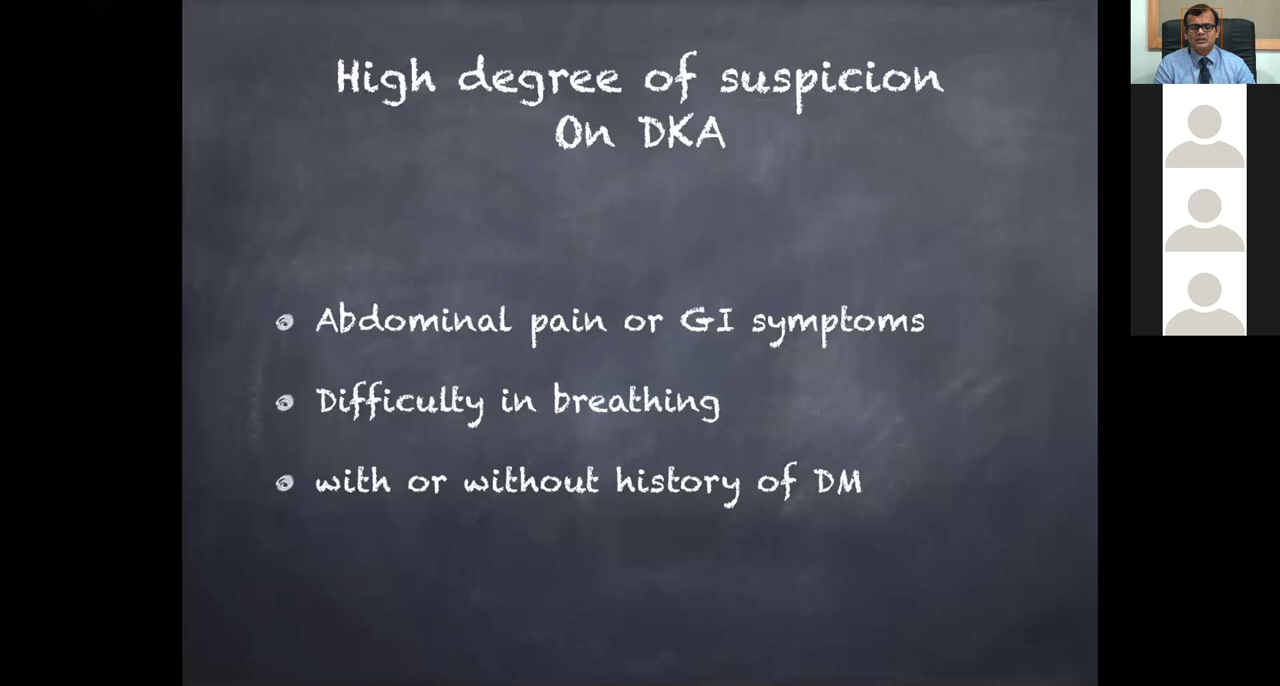 High degree of suspicion
On DKA
Abdominal pain or GI symptoms
Difficulty in breathing
with or without history of DM